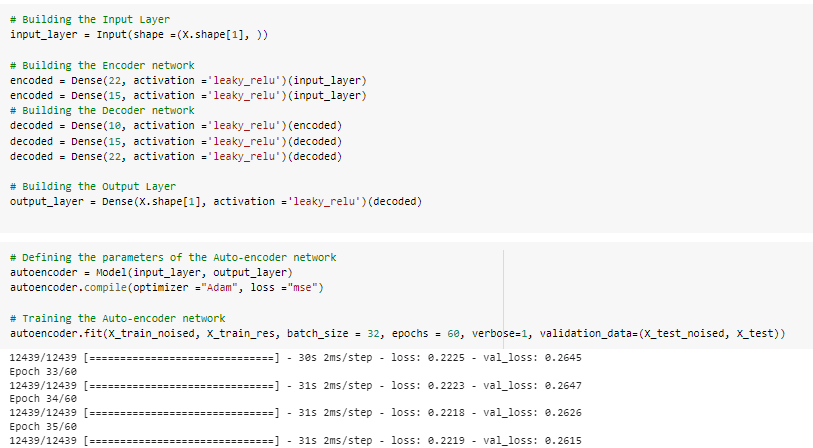 # Building the Input Layer
input_layer = Input(shape =(X.shape[1], ))
# Building the Encoder network
encoded = Dense(22, activation ='leaky_relu')(input_layer)
encoded = Dense(15, activation ='leaky_relu')(input_layer)
# Building the Decoder network
decoded = Dense(10, activation ='leaky_relu')(encoded)
decoded = Dense(15, activation ='leaky_relu')(decoded)
decoded = Dense(22, activation ='leaky_relu')(decoded)
# Building the Output Layer
output_layer = Dense(X.shape[1], activation ='leaky_relu')(decoded)
# Defining the parameters of the Auto-encoder network
autoencoder = Model(input_layer, output_layer)
autoencoder.compile(optimizer ="Adam", loss ="mse")
# Training the Auto-encoder network
autoencoder.fit(X_train_noised, X_train_res, batch_size = 32, epochs = 60, verbose=1, validation_data=(X_test_noised, X_test))
12439/12439 [==============================] - 30s 2ms/step - loss: 0.2225 - val_loss: 0.2645
Epoch 33/60
12439/12439 [==============================] - 31s 2ms/step - loss: 0.2223 - val_loss: 0.2647
Epoch 34/60
12439/12439 [==============================] - 31s 2ms/step - loss: 0.2218 - val_loss: 0.2626
Epoch 35/60
12439/12439 [==============================] - 31s 2ms/step - loss: 0.2219 - val_loss: 0.2615